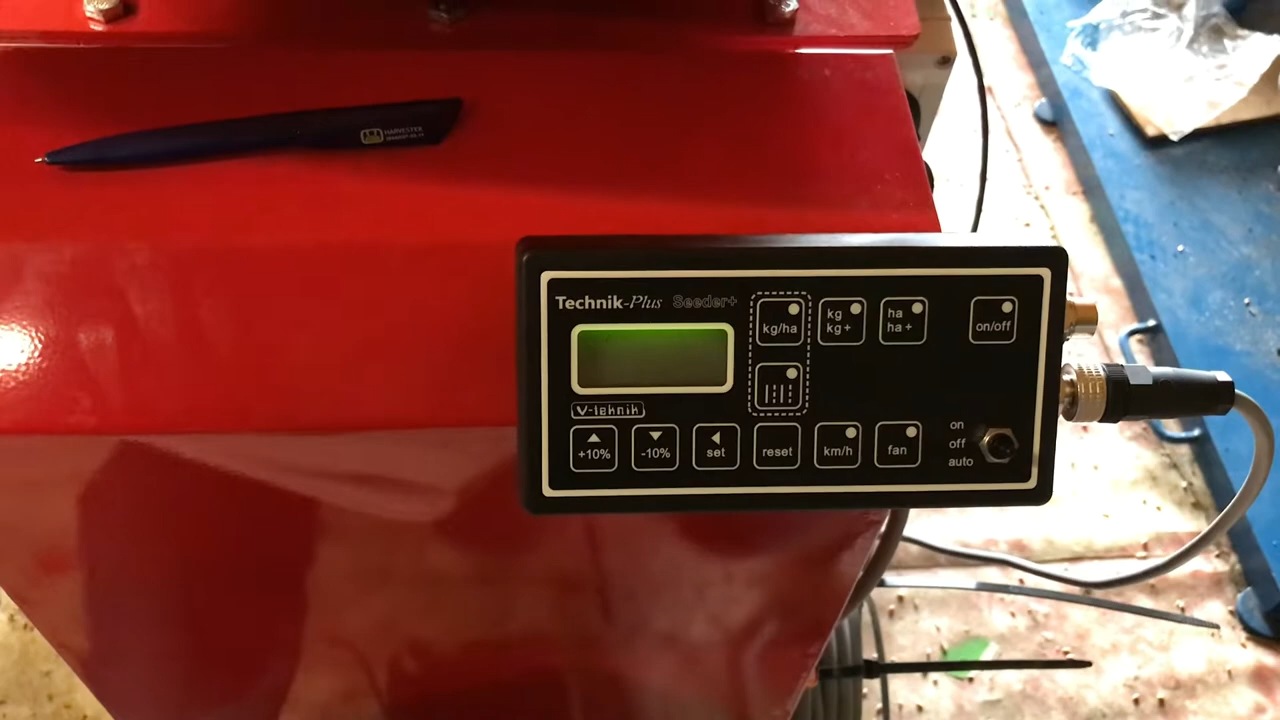 HARVESTER
Technik-Plus Seeder+
kg/ha
kg
kg+
ha
ha+
on/off
V-teknik
+10%
-10%
set
reset
km/h
fan
on
off
auto